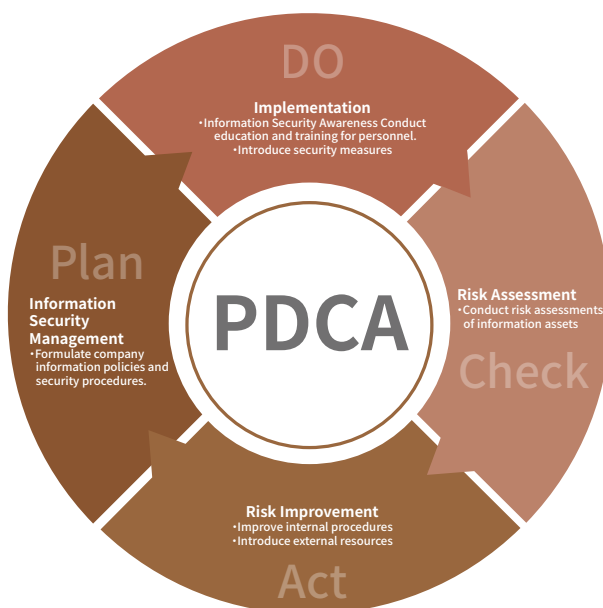 DO
Implementation
・Information Security Awareness Conduct
education and training for personnel.
・Introduce security measures
Plan
Information
Security
Management
・Formulate company
information policies and
security procedures.
PDCA
Risk Assessment
・Conduct risk assessments
of information assets
Check
Risk Improvement
・Improve internal procedures
・Introduce external resources
Act